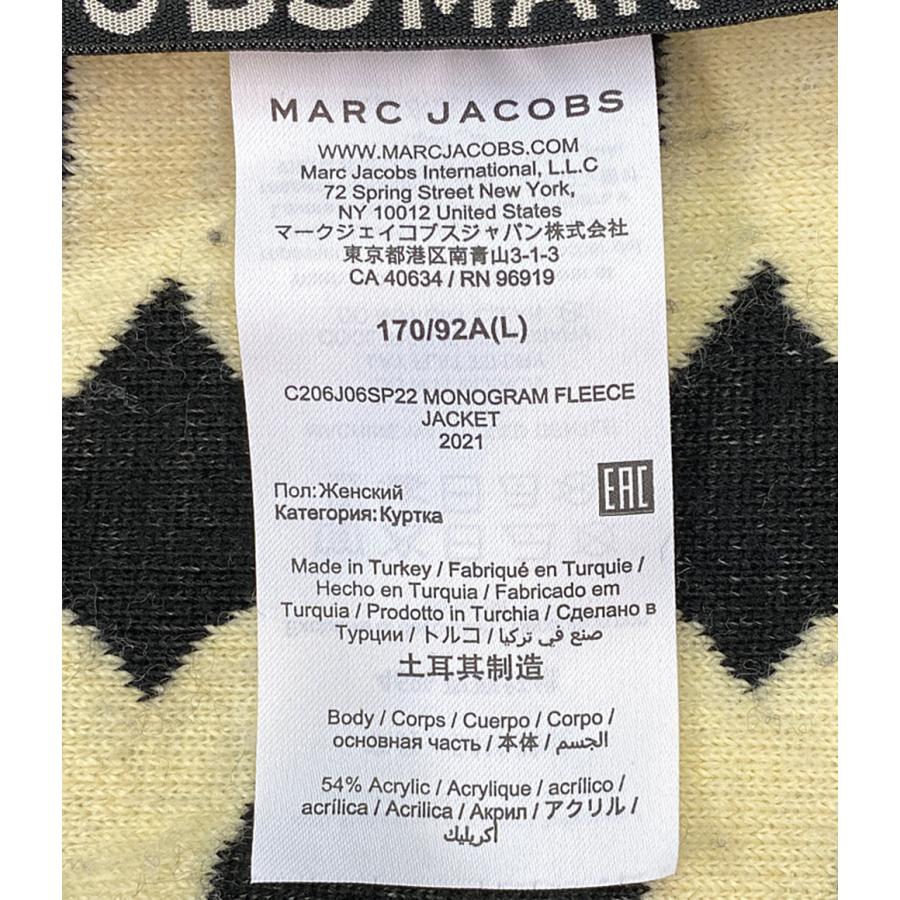 OBSMAR
MARC JACOBS
WWW.MARCJACOBS.COM
Marc Jacobs International, L.L.C
72 Spring Street New York,
NY 10012 United States
マークジェイコブスジャパン株式会社
東京都港区南青山3-1-3
CA 40634 / RN 96919
170/92A(L)
C206J06SP22 MONOGRAM FLEECE
JACKET
2021
Пол:Женский
Категория:Куртка
EAC
Made in Turkey / Fabriqué en Turquie /
Hecho en Turquia / Fabricado em
Turquia / Prodotto in Turchia / Сделано в
Турции / トルコ / صنع في تركيا
土耳其制造
Body / Corps / Cuerpo / Corpo /
основная часть / 本体 / الجسم
54% Acrylic / Acrylique / acrílico /
acrílica / Acrilica / Акрил / アクリル /
أكريليك